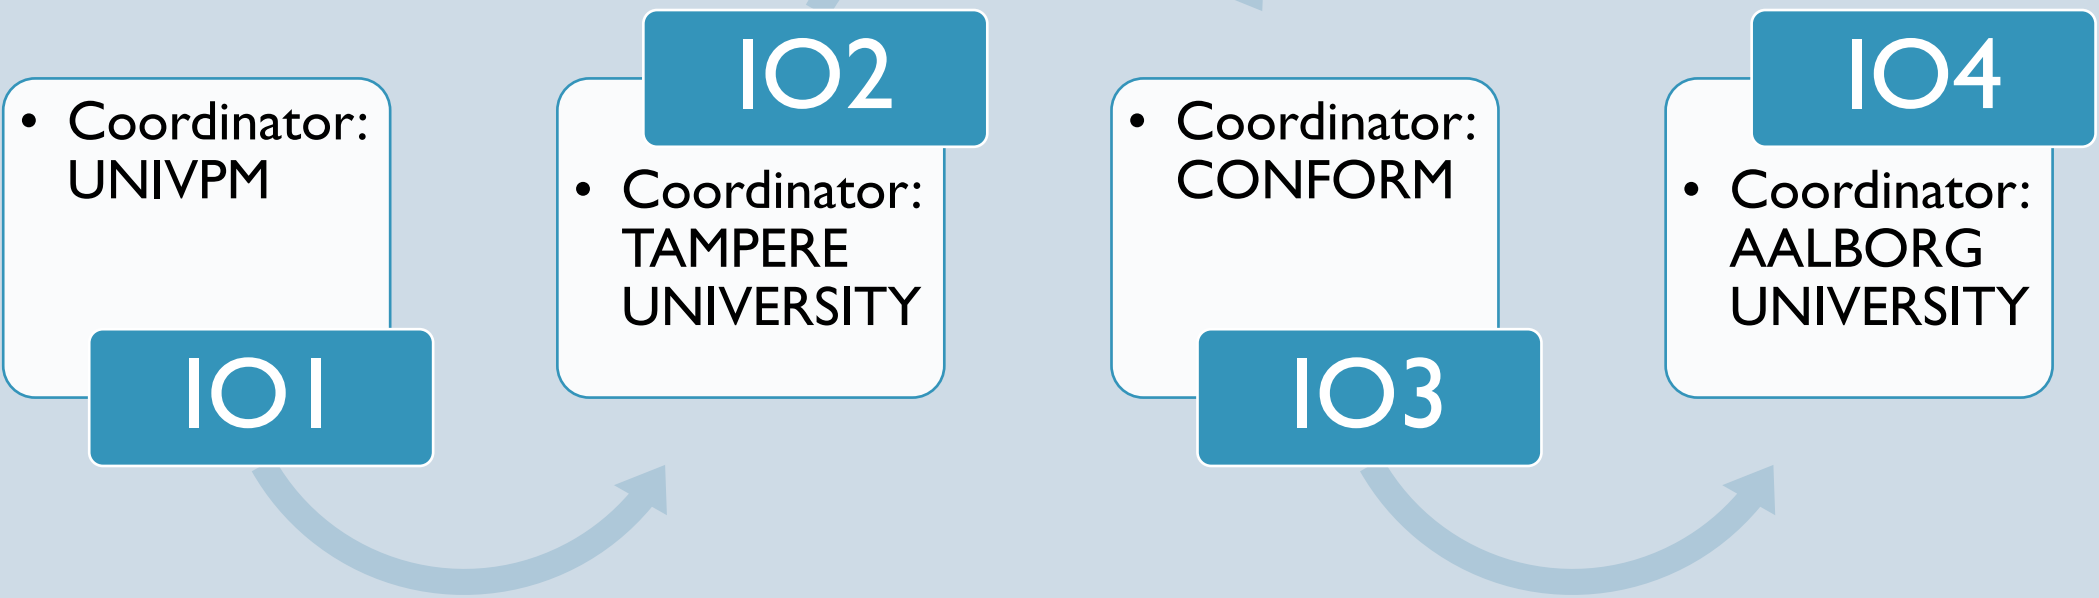 • Coordinator:
UNIVPM
IO1
IO2
• Coordinator:
TAMPERE
UNIVERSITY
• Coordinator:
CONFORM
IO3
IO4
• Coordinator:
AALBORG
UNIVERSITY